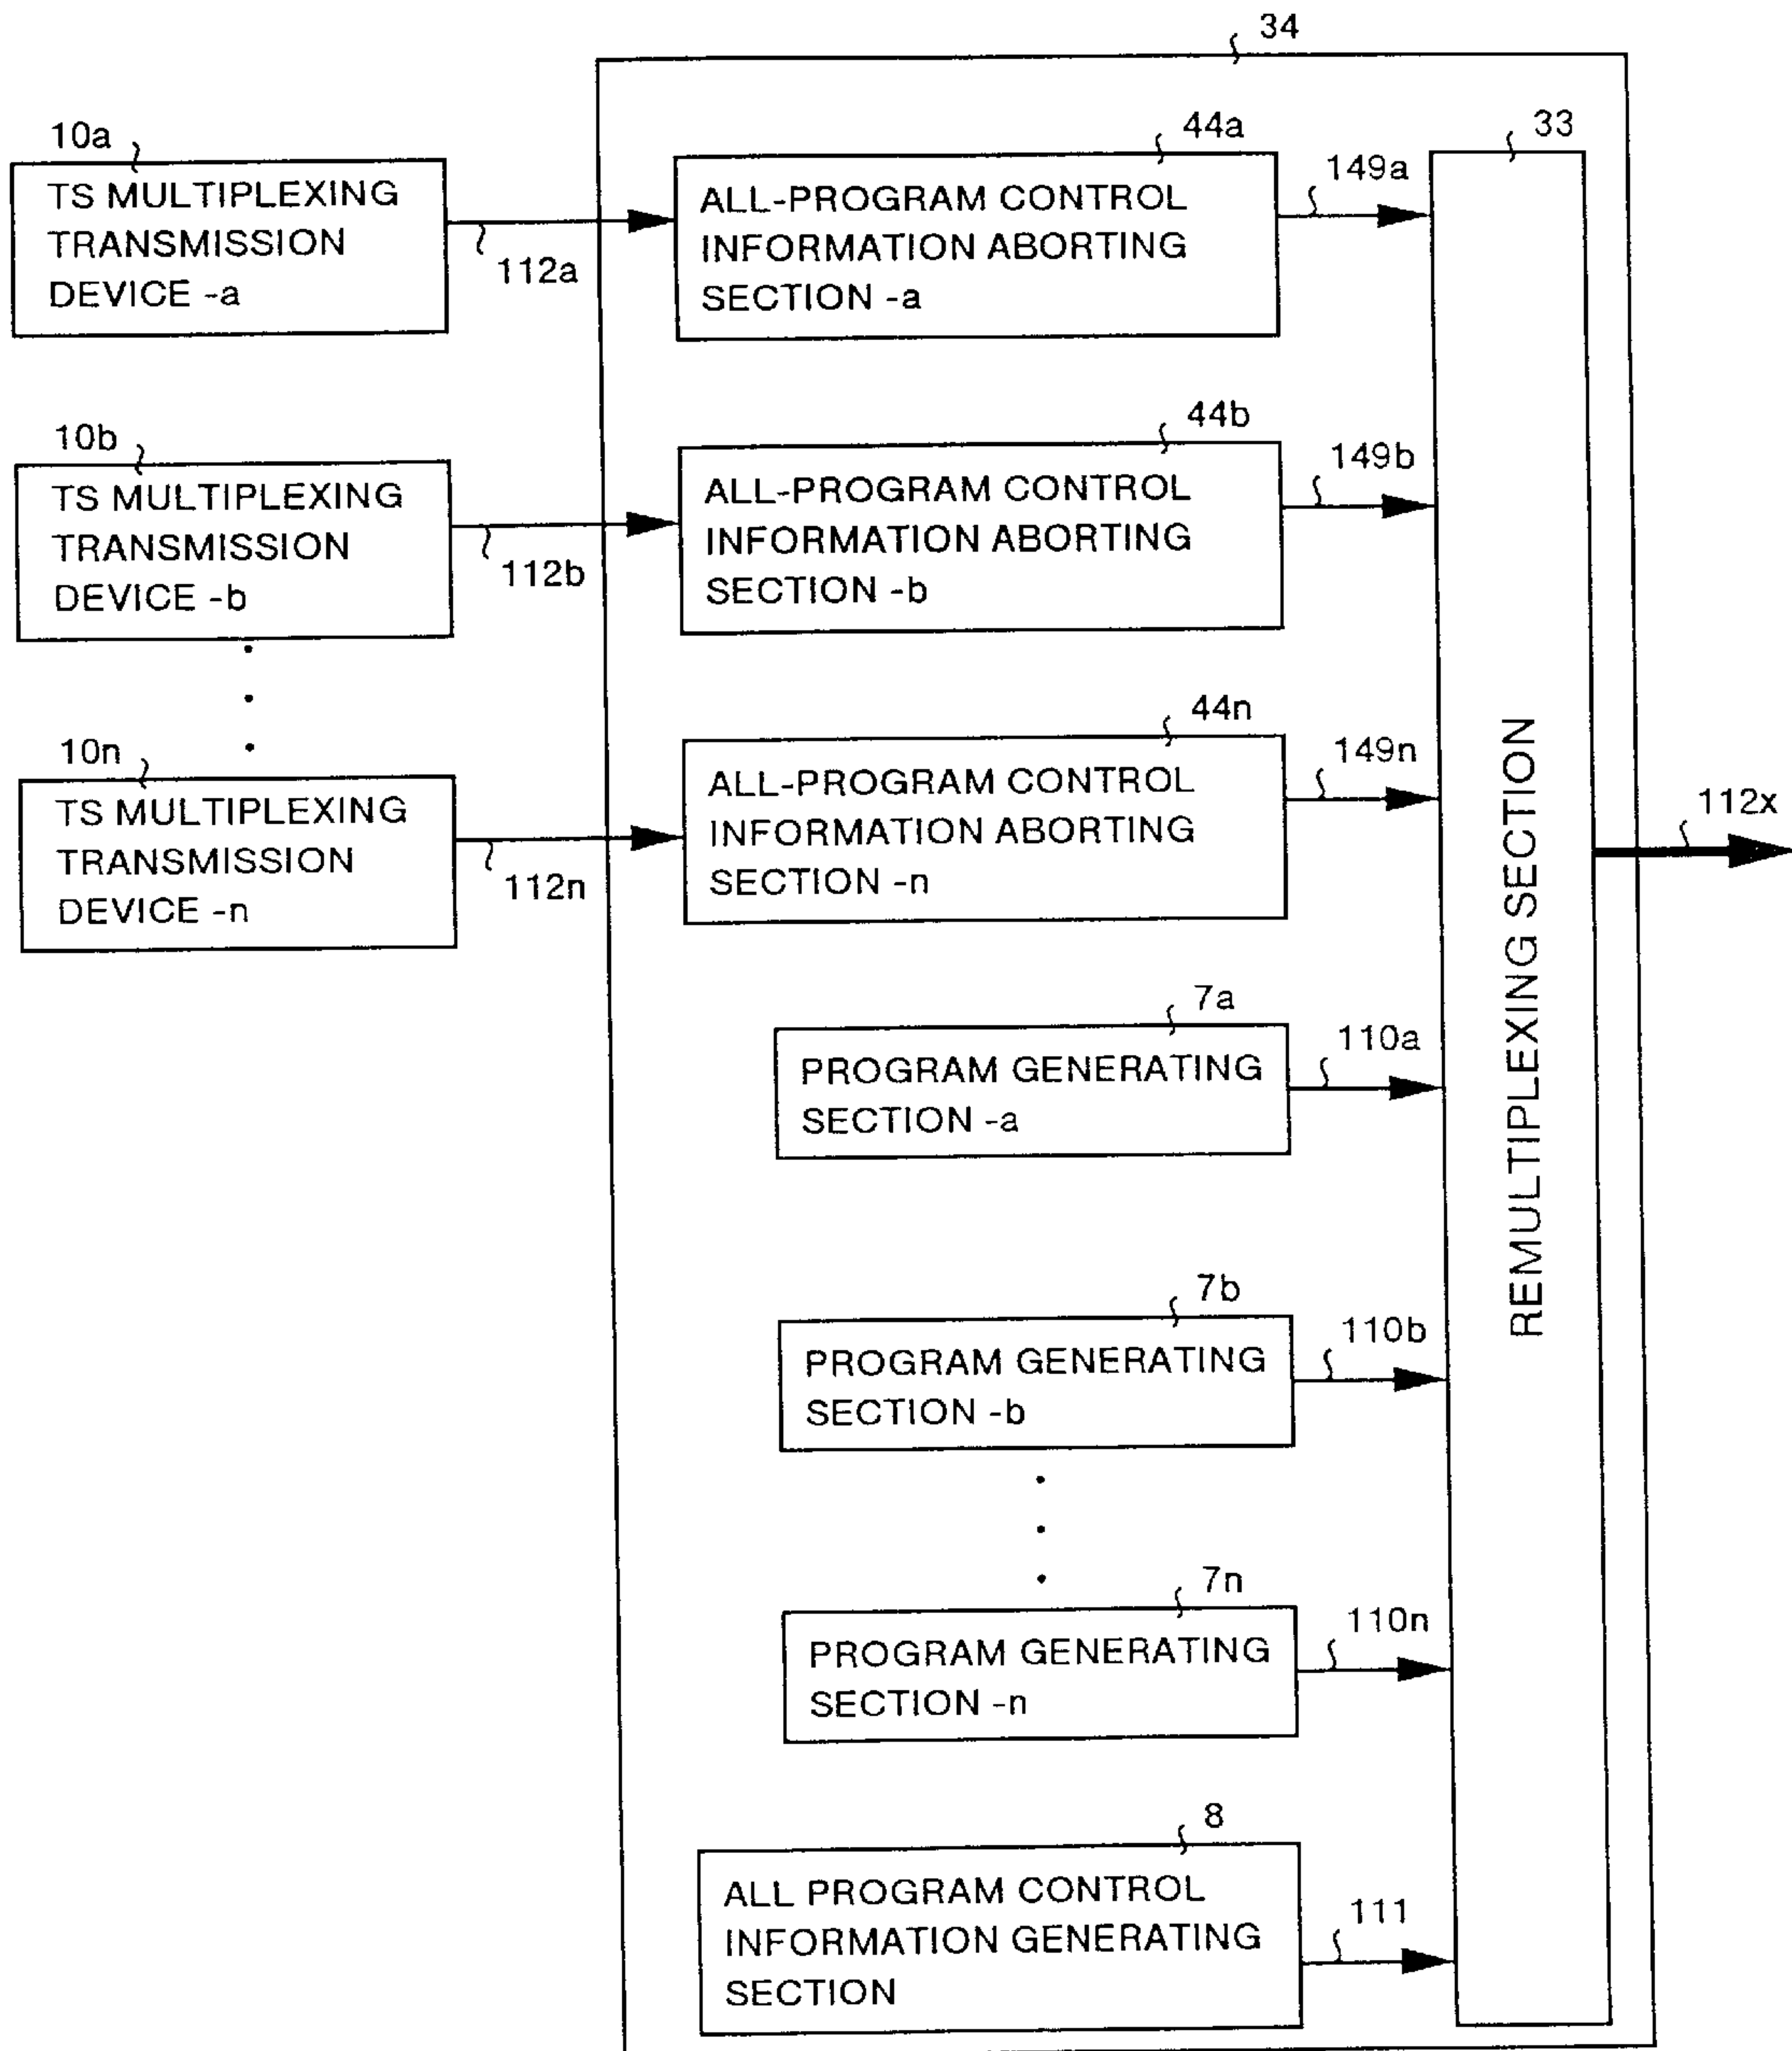 34
10a
TS MULTIPLEXING
TRANSMISSION
DEVICE -a
112a
44a
ALL-PROGRAM CONTROL
INFORMATION ABORTING
SECTION -a
149a
33
REMULTIPLEXING SECTION
10b
TS MULTIPLEXING
TRANSMISSION
DEVICE -b
112b
44b
ALL-PROGRAM CONTROL
INFORMATION ABORTING
SECTION -b
149b
10n
TS MULTIPLEXING
TRANSMISSION
DEVICE -n
112n
44n
ALL-PROGRAM CONTROL
INFORMATION ABORTING
SECTION -n
149n
112x
7a
PROGRAM GENERATING
SECTION -a
110a
7b
PROGRAM GENERATING
SECTION -b
110b
7n
PROGRAM GENERATING
SECTION -n
110n
8
ALL PROGRAM CONTROL
INFORMATION GENERATING
SECTION
111